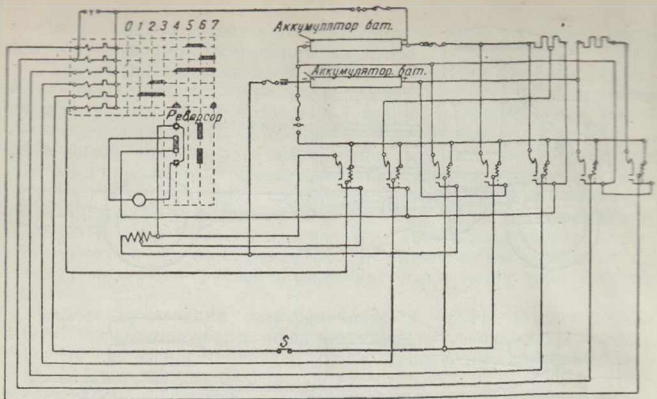 0 1 2 3 4 5 6 7
Аккумулятор бат.
Аккумулятор. бат.
- +
Реверсор
S